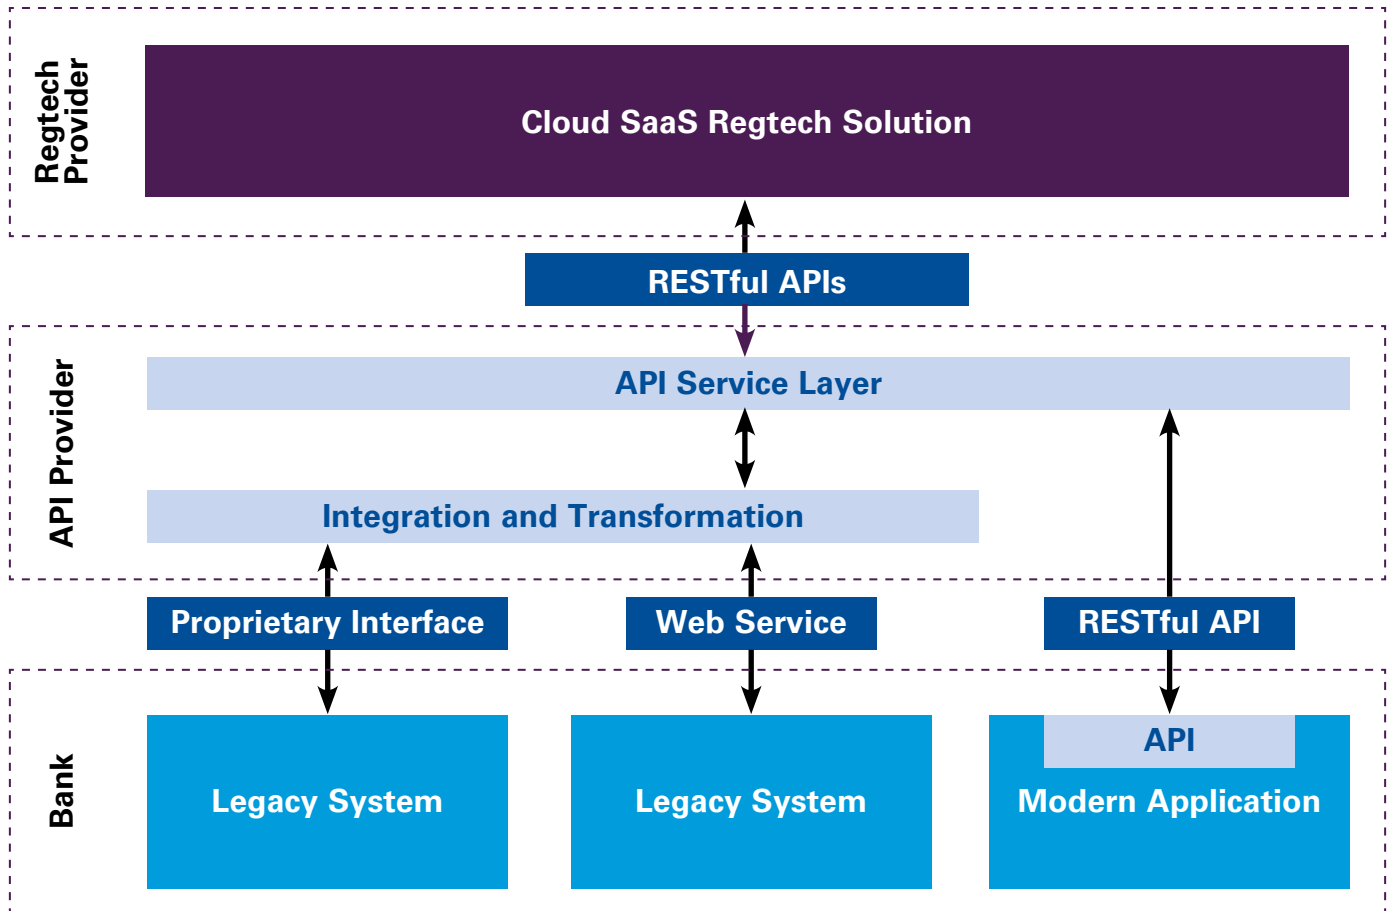 Regtech
Provider
Cloud SaaS Regtech Solution
RESTful APIs
API Provider
API Service Layer
Integration and Transformation
Proprietary Interface
Web Service
RESTful API
Bank
Legacy System
Legacy System
API
Modern Application